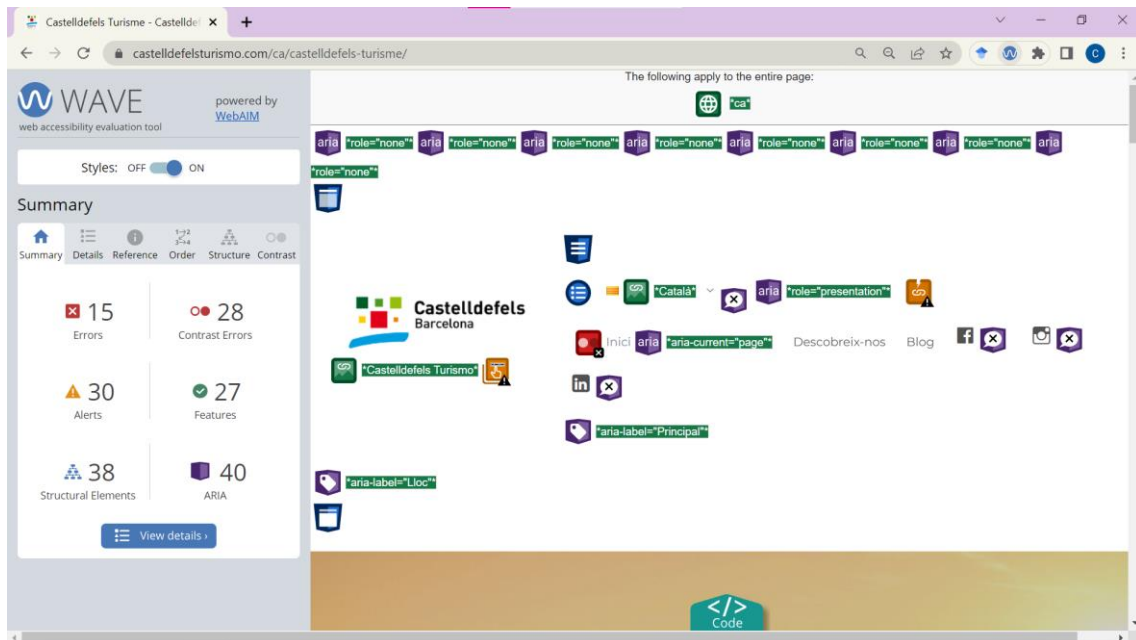 Castelldefels Turisme - Castelldef
castelldefelsturismo.com/ca/castelldefels-turisme/
C
WAVE
web accessibility evaluation tool
powered by
WebAIM
Styles: OFF ON
Summary
Summary Details Reference Order Structure Contrast
15
Errors
28
Contrast Errors
30
Alerts
27
Features
38
Structural Elements
40
ARIA
View details ›
The following apply to the entire page:
*ca*
aria *role="none"* aria *role="none"* aria *role="none"* aria *role="none"* aria *role="none"* aria *role="none"* aria *role="none"* aria
*role="none"*
Castelldefels
Barcelona
*Castelldefels Turismo*
*Català* aria *role="presentation"*
Inici aria *aria-current="page"* Descobreix-nos Blog
f
in
*aria-label="Principal"*
*aria-label="Lloc"*
</>
Code